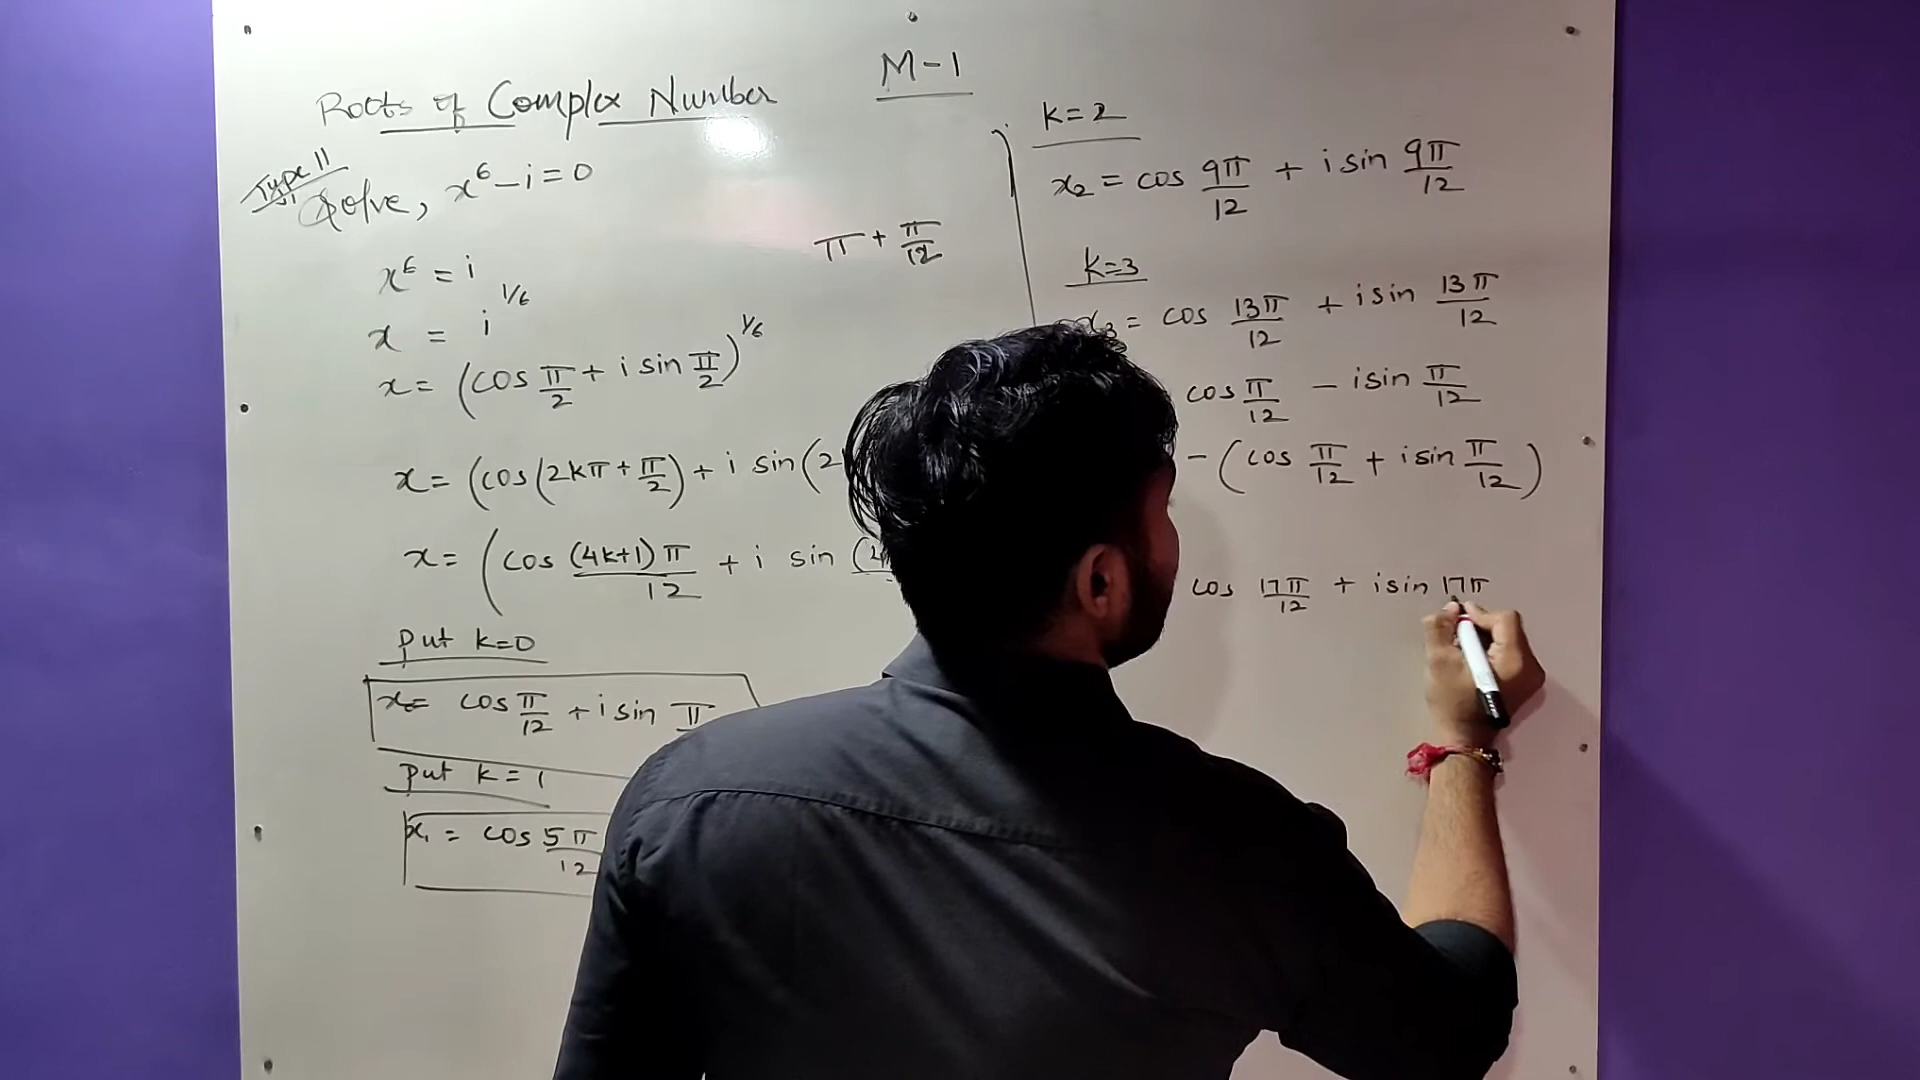 Roots of Complex Number
M-1
Type II
Solve, x⁶ - i = 0
x⁶ = i
x = i^1/6
x = (cos π/2 + i sin π/2)^1/6
x = (cos(2kπ + π/2) + i sin(2
x = (cos (4k+1)π/12 + i sin (4
put k=0
x₀= cos π/12 + i sin π
put k = 1
x₁ = cos 5π/12
π + π/12
k=2
x₂ = cos 9π/12 + i sin 9π/12
k=3
x₃ = cos 13π/12 + i sin 13π/12
cos π/12 - i sin π/12
- (cos π/12 + i sin π/12)
cos 17π/12 + i sin 17π